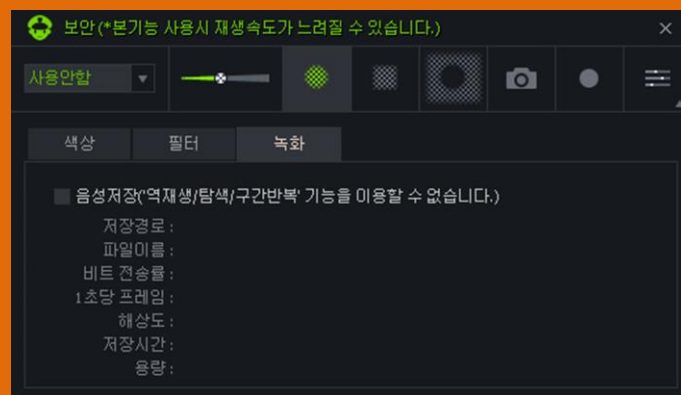 보안(*본기능 사용시 재생속도가 느려질 수 있습니다.)
사용안함
색상 필터 녹화
음성저장('역재생/탐색/구간반복' 기능을 이용할 수 없습니다.)
저장경로 :
파일이름 :
비트 전송률 :
1초당 프레임 :
해상도 :
저장시간 :
용량 :